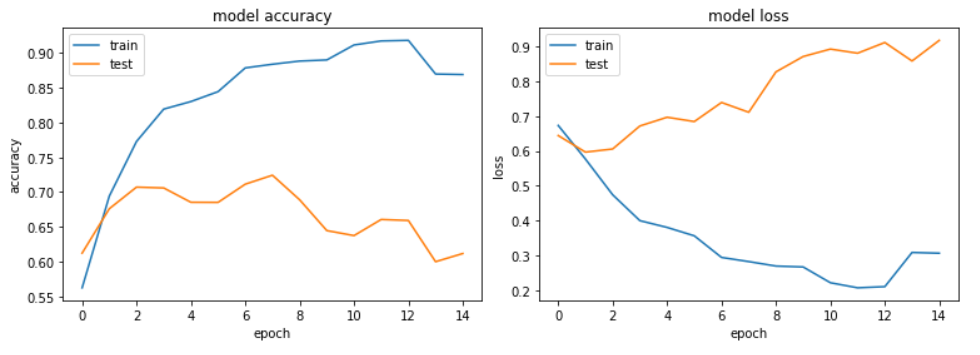 model accuracy
train
test
0.90
0.85
0.80
0.75
0.70
0.65
0.60
0.55
accuracy
0 2 4 6 8 10 12 14
epoch
model loss
train
test
0.9
0.8
0.7
0.6
0.5
0.4
0.3
0.2
loss
0 2 4 6 8 10 12 14
epoch